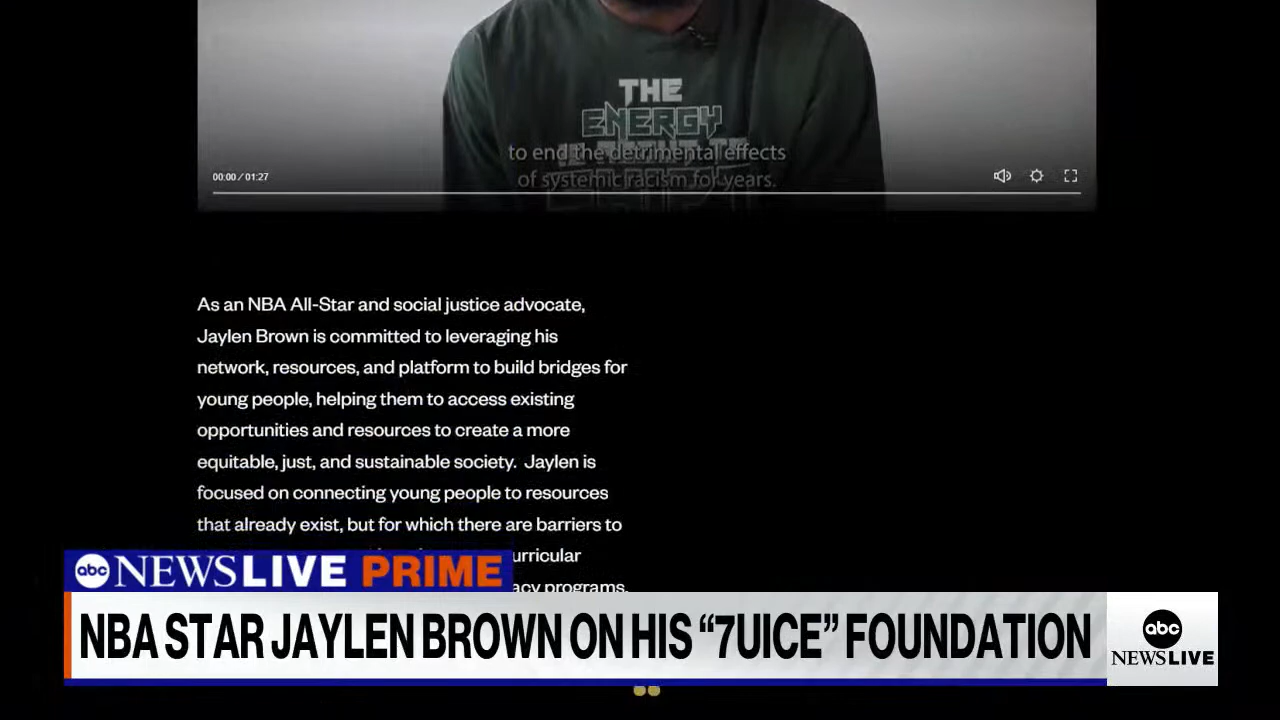 THE
ENERGY
to end the detrimental effects
of systemic racism for years.
00:00 / 01:27
As an NBA All-Star and social justice advocate,
Jaylen Brown is committed to leveraging his
network, resources, and platform to build bridges for
young people, helping them to access existing
opportunities and resources to create a more
equitable, just, and sustainable society. Jaylen is
focused on connecting young people to resources
that already exist, but for which there are barriers to
programs.
abc NEWS LIVE PRIME
NBA STAR JAYLEN BROWN ON HIS “7UICE” FOUNDATION
abc
NEWS LIVE